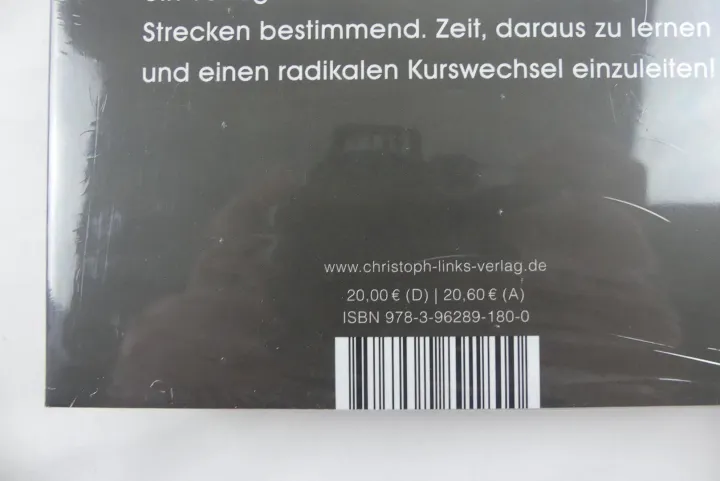 Strecken bestimmend. Zeit, daraus zu lernen
und einen radikalen Kurswechsel einzuleiten!
www.christoph-links-verlag.de
20,00 € (D) | 20,60 € (A)
ISBN 978-3-96289-180-0